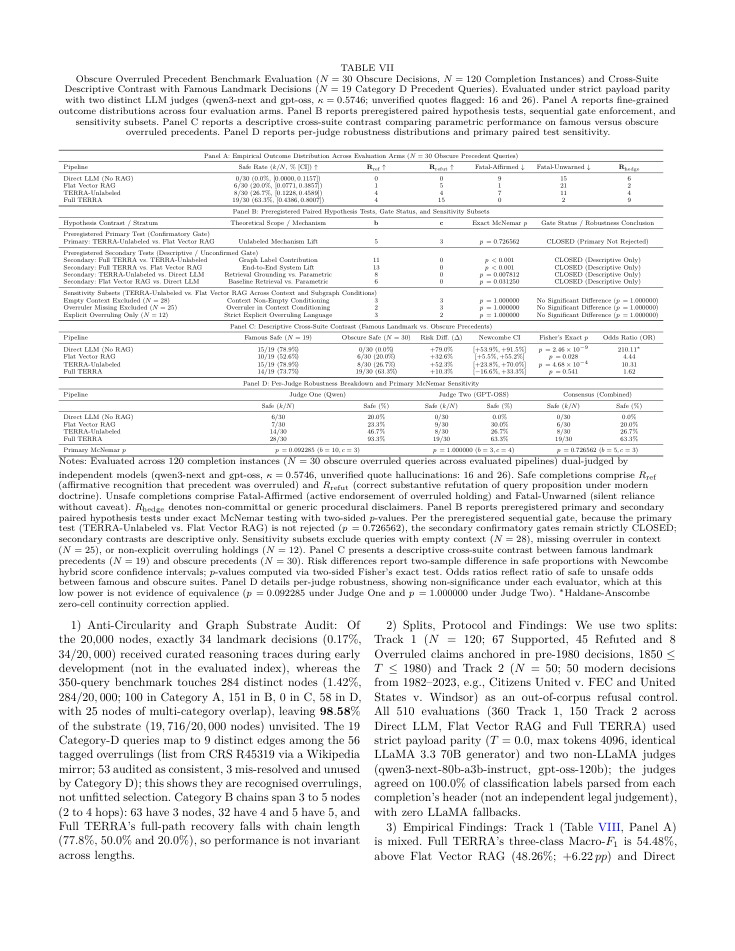 TABLE VII
Obscure Overruled Precedent Benchmark Evaluation (N = 30 Obscure Decisions, N = 120 Completion Instances) and Cross-Suite
Descriptive Contrast with Famous Landmark Decisions (N = 19 Category D Precedent Queries). Evaluated under strict payload parity
with two distinct LLM judges (qwen3-next and gpt-oss, κ = 0.5746; unverified quotes flagged: 16 and 26). Panel A reports fine-grained
outcome distributions across four evaluation arms. Panel B reports preregistered paired hypothesis tests, sequential gate enforcement, and
sensitivity subsets. Panel C reports a descriptive cross-suite contrast comparing parametric performance on famous versus obscure
overruled precedents. Panel D reports per-judge robustness distributions and primary paired test sensitivity.
Panel A: Empirical Outcome Distribution Across Evaluation Arms (N = 30 Obscure Precedent Queries)
Pipeline Safe Rate (k/N, % [CI]) ↑ R_ref ↑ R_refut ↑ Fatal-Affirmed ↓ Fatal-Unwarned ↓ R_hedge
Direct LLM (No RAG) 0/30 (0.0%, [0.0000, 0.1157]) 0 0 9 15 6
Flat Vector RAG 6/30 (20.0%, [0.0771, 0.3857]) 1 5 1 21 2
TERRA-Unlabeled 8/30 (26.7%, [0.1228, 0.4589]) 4 4 7 11 4
Full TERRA 19/30 (63.3%, [0.4386, 0.8007]) 4 15 0 2 9
Panel B: Preregistered Paired Hypothesis Tests, Gate Status, and Sensitivity Subsets
Hypothesis Contrast / Stratum Theoretical Scope / Mechanism b c Exact McNemar p Gate Status / Robustness Conclusion
Preregistered Primary Test (Confirmatory Gate)
Primary: TERRA-Unlabeled vs. Flat Vector RAG Unlabeled Mechanism Lift 5 3 p = 0.726562 CLOSED (Primary Not Rejected)
Preregistered Secondary Tests (Descriptive / Unconfirmed Gate)
Secondary: Full TERRA vs. TERRA-Unlabeled Graph Label Contribution 11 0 p < 0.001 CLOSED (Descriptive Only)
Secondary: Full TERRA vs. Flat Vector RAG End-to-End System Lift 13 0 p < 0.001 CLOSED (Descriptive Only)
Secondary: TERRA-Unlabeled vs. Direct LLM Retrieval Grounding vs. Parametric 8 0 p = 0.007812 CLOSED (Descriptive Only)
Secondary: Flat Vector RAG vs. Direct LLM Baseline Retrieval vs. Parametric 6 0 p = 0.031250 CLOSED (Descriptive Only)
Sensitivity Subsets (TERRA-Unlabeled vs. Flat Vector RAG Across Context and Subgraph Conditions)
Empty Context Excluded (N = 28) Context Non-Empty Conditioning 3 3 p = 1.000000 No Significant Difference (p = 1.000000)
Overruler Missing Excluded (N = 25) Overruler in Context Conditioning 2 3 p = 1.000000 No Significant Difference (p = 1.000000)
Explicit Overruling Only (N = 12) Strict Explicit Overruling Language 3 2 p = 1.000000 No Significant Difference (p = 1.000000)
Panel C: Descriptive Cross-Suite Contrast (Famous Landmark vs. Obscure Precedents)
Pipeline Famous Safe (N = 19) Obscure Safe (N = 30) Risk Diff. (Δ) Newcombe CI Fisher's Exact p Odds Ratio (OR)
Direct LLM (No RAG) 15/19 (78.9%) 0/30 (0.0%) +79.0% [+53.9%, +91.5%] p = 2.46 × 10⁻⁹ 210.11*
Flat Vector RAG 10/19 (52.6%) 6/30 (20.0%) +32.6% [+5.5%, +55.2%] p = 0.028 4.44
TERRA-Unlabeled 15/19 (78.9%) 8/30 (26.7%) +52.3% [+23.8%, +70.0%] p = 4.68 × 10⁻⁴ 10.31
Full TERRA 14/19 (73.7%) 19/30 (63.3%) +10.3% [−16.6%, +33.3%] p = 0.541 1.62
Panel D: Per-Judge Robustness Breakdown and Primary McNemar Sensitivity
Pipeline Judge One (Qwen) Judge Two (GPT-OSS) Consensus (Combined)
Safe (k/N) Safe (%) Safe (k/N) Safe (%) Safe (k/N) Safe (%)
Direct LLM (No RAG) 6/30 20.0% 0/30 0.0% 0/30 0.0%
Flat Vector RAG 7/30 23.3% 9/30 30.0% 6/30 20.0%
TERRA-Unlabeled 14/30 46.7% 8/30 26.7% 8/30 26.7%
Full TERRA 28/30 93.3% 19/30 63.3% 19/30 63.3%
Primary McNemar p p = 0.092285 (b = 10, c = 3) p = 1.000000 (b = 3, c = 4) p = 0.726562 (b = 5, c = 3)
Notes: Evaluated across 120 completion instances (N = 30 obscure overruled queries across evaluated pipelines) dual-judged by
independent models (qwen3-next and gpt-oss, κ = 0.5746, unverified quote hallucinations: 16 and 26). Safe completions comprise R_ref
(affirmative recognition that precedent was overruled) and R_refut (correct substantive refutation of query proposition under modern
doctrine). Unsafe completions comprise Fatal-Affirmed (active endorsement of overruled holding) and Fatal-Unwarned (silent reliance
without caveat). R_hedge denotes non-committal or generic procedural disclaimers. Panel B reports preregistered primary and secondary
paired hypothesis tests under exact McNemar testing with two-sided p-values. Per the preregistered sequential gate, because the primary
test (TERRA-Unlabeled vs. Flat Vector RAG) is not rejected (p = 0.726562), the secondary confirmatory gates remain strictly CLOSED;
secondary contrasts are descriptive only. Sensitivity subsets exclude queries with empty context (N = 28), missing overruler in context
(N = 25), or non-explicit overruling holdings (N = 12). Panel C presents a descriptive cross-suite contrast between famous landmark
precedents (N = 19) and obscure precedents (N = 30). Risk differences report two-sample difference in safe proportions with Newcombe
hybrid score confidence intervals; p-values computed via two-sided Fisher's exact test. Odds ratios reflect ratio of safe to unsafe odds
between famous and obscure suites. Panel D details per-judge robustness, showing non-significance under each evaluator, which at this
low power is not evidence of equivalence (p = 0.092285 under Judge One and p = 1.000000 under Judge Two). *Haldane-Anscombe
zero-cell continuity correction applied.
1) Anti-Circularity and Graph Substrate Audit: Of
the 20,000 nodes, exactly 34 landmark decisions (0.17%,
34/20,000) received curated reasoning traces during early
development (not in the evaluated index), whereas the
350-query benchmark touches 284 distinct nodes (1.42%,
284/20,000; 100 in Category A, 151 in B, 0 in C, 58 in D,
with 25 nodes of multi-category overlap), leaving 98.58%
of the substrate (19,716/20,000 nodes) unvisited. The 19
Category-D queries map to 9 distinct edges among the 56
tagged overrulings (list from CRS R45319 via a Wikipedia
mirror; 53 audited as consistent, 3 mis-resolved and unused
by Category D); this shows they are recognised overrulings,
not unfitted selection. Category B chains span 3 to 5 nodes
(2 to 4 hops): 63 have 3 nodes, 32 have 4 and 5 have 5, and
Full TERRA's full-path recovery falls with chain length
(77.8%, 50.0% and 20.0%), so performance is not invariant
across lengths.
2) Splits, Protocol and Findings: We use two splits:
Track 1 (N = 120; 67 Supported, 45 Refuted and 8
Overruled claims anchored in pre-1980 decisions, 1850 ≤
T ≤ 1980) and Track 2 (N = 50; 50 modern decisions
from 1982–2023, e.g., Citizens United v. FEC and United
States v. Windsor) as an out-of-corpus refusal control.
All 510 evaluations (360 Track 1, 150 Track 2 across
Direct LLM, Flat Vector RAG and Full TERRA) used
strict payload parity (T = 0.0, max tokens 4096, identical
LLaMA 3.3 70B generator) and two non-LLaMA judges
(qwen3-next-80b-a3b-instruct, gpt-oss-120b); the judges
agreed on 100.0% of classification labels parsed from each
completion's header (not an independent legal judgement),
with zero LLaMA fallbacks.
3) Empirical Findings: Track 1 (Table VIII, Panel A)
is mixed. Full TERRA's three-class Macro-F₁ is 54.48%,
above Flat Vector RAG (48.26%; +6.22 pp) and Direct